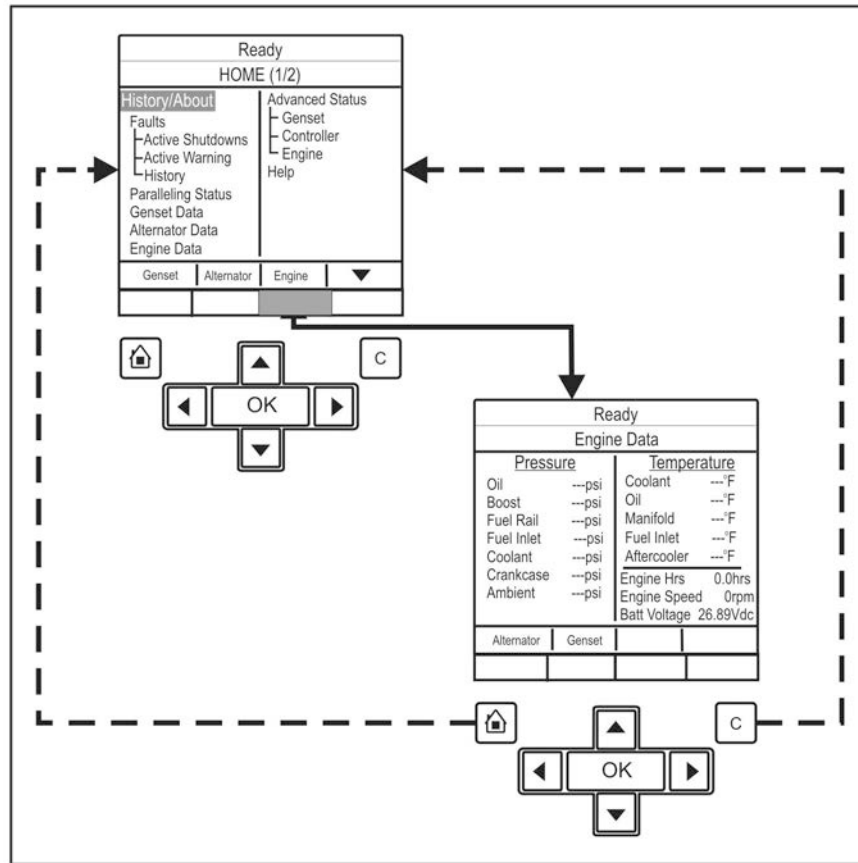 Ready
HOME (1/2)
History/About
Faults
Active Shutdowns
Active Warning
History
Paralleling Status
Genset Data
Alternator Data
Engine Data
Advanced Status
Genset
Controller
Engine
Help
Genset Alternator Engine
C
OK
Ready
Engine Data
Pressure
Oil ---psi
Boost ---psi
Fuel Rail ---psi
Fuel Inlet ---psi
Coolant ---psi
Crankcase ---psi
Ambient ---psi
Temperature
Coolant ---°F
Oil ---°F
Manifold ---°F
Fuel Inlet ---°F
Aftercooler ---°F
Engine Hrs 0.0hrs
Engine Speed 0rpm
Batt Voltage 26.89Vdc
Alternator Genset
C
OK